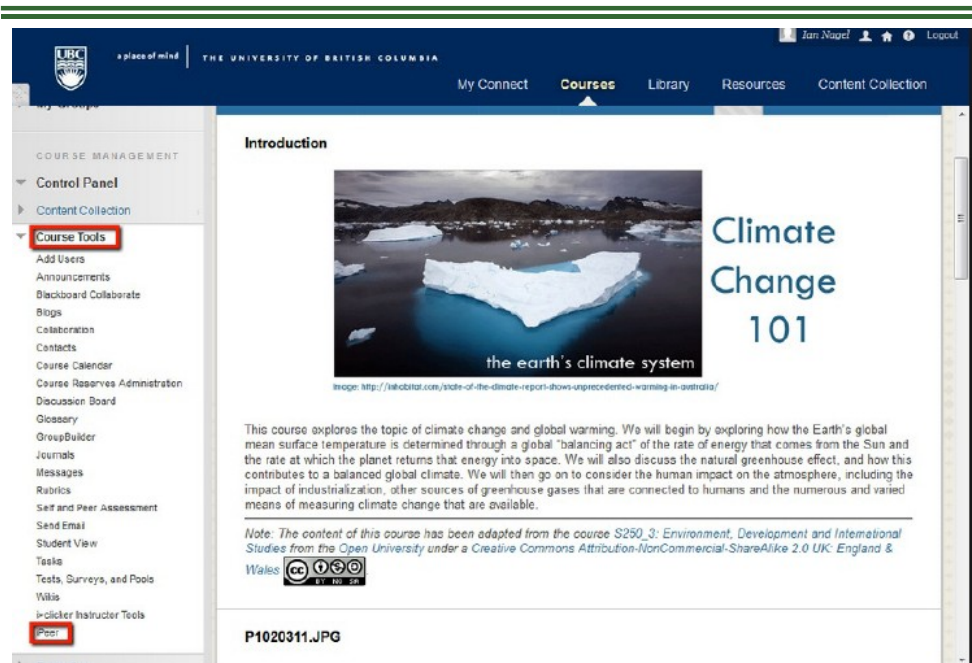 UBC
a place of mind
THE UNIVERSITY OF BRITISH COLUMBIA
Ian Nagel
Logout
My Connect
Courses
Library
Resources
Content Collection
My Groups
COURSE MANAGEMENT
Control Panel
Content Collection
Course Tools
Add Users
Announcements
Blackboard Collaborate
Blogs
Collaboration
Contacts
Course Calendar
Course Reserves Administration
Discussion Board
Glossary
GroupBuilder
Journals
Messages
Rubrics
Self and Peer Assessment
Send Email
Student View
Tasks
Tests, Surveys, and Pools
Wikis
i>clicker Instructor Tools
iPeer
Introduction
the earth's climate system
Climate
Change
101
Image: http://inhabitat.com/state-of-the-climate-report-shows-unprecedented-warming-in-australia/
This course explores the topic of climate change and global warming. We will begin by exploring how the Earth's global
mean surface temperature is determined through a global "balancing act" of the rate of energy that comes from the Sun and
the rate at which the planet returns that energy into space. We will also discuss the natural greenhouse effect, and how this
contributes to a balanced global climate. We will then go on to consider the human impact on the atmosphere, including the
impact of industrialization, other sources of greenhouse gases that are connected to humans and the numerous and varied
means of measuring climate change that are available.
Note: The content of this course has been adapted from the course S250_3: Environment, Development and International
Studies from the Open University under a Creative Commons Attribution-NonCommercial-ShareAlike 2.0 UK: England &
Wales
cc
BY NC SA
.
P1020311.JPG